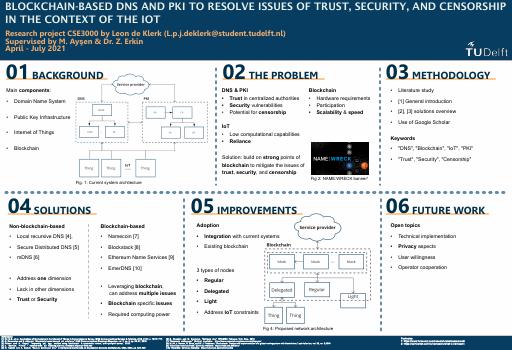 BLOCKCHAIN-BASED DNS AND PKI TO RESOLVE ISSUES OF TRUST, SECURITY, AND CENSORSHIP
IN THE CONTEXT OF THE IOT
Research project CSE3000 by Leon de Klerk (L.p.j.deklerk@student.tudelft.nl)
Supervised by M. Ayşen & Dr. Z. Erkin
April - July 2021
TUDelft
01 BACKGROUND
Main components:
• Domain Name System
• Public Key Infrastructure
• Internet of Things
• Blockchain
Service provider
DNS
PKI
IoT
Thing
Thing
Thing
Thing
Fig 1: Current system architecture
02 THE PROBLEM
DNS & PKI
• Trust in centralized authorities
• Security vulnerabilities
• Potential for censorship
IoT
• Low computational capabilities
• Reliance
Blockchain
• Hardware requirements
• Participation
• Scalability & speed
Solution: build on strong points of
blockchain to mitigate the issues of
trust, security, and censorship
NAME:WRECK
Fig 2: NAME:WRECK banner¹
03 METHODOLOGY
• Literature study
• [1] General introduction
• [2], [3] solutions overview
• Use of Google Scholar
Keywords
• "DNS", "Blockchain", "IoT", "PKI"
• "Trust", "Security", "Censorship"
04 SOLUTIONS
Non-blockchain-based
• Local recursive DNS [4],
• Secure Distributed DNS [5]
• mDNS [6]
• Address one dimension
• Lack in other dimensions
• Trust or Security
Blockchain-based
• Namecoin [7]
• Blockstack [8]
• Ethereum Name Services [9]
• EmerDNS [10]
• Leveraging blockchain,
can address multiple issues
• Blockchain specific issues
• Required computing power
05 IMPROVEMENTS
Adoption
• Integration with current systems
• Existing blockchain
3 types of nodes
• Regular
• Delegated
• Light
• Address IoT constraints
Service provider
Blockchain
block
block
block
Delegated
Regular
Light
Thing
Thing
Fig 4: Proposed network architecture
06 FUTURE WORK
Open topics
• Technical implementation
• Privacy aspects
• User willingness
• Operator cooperation